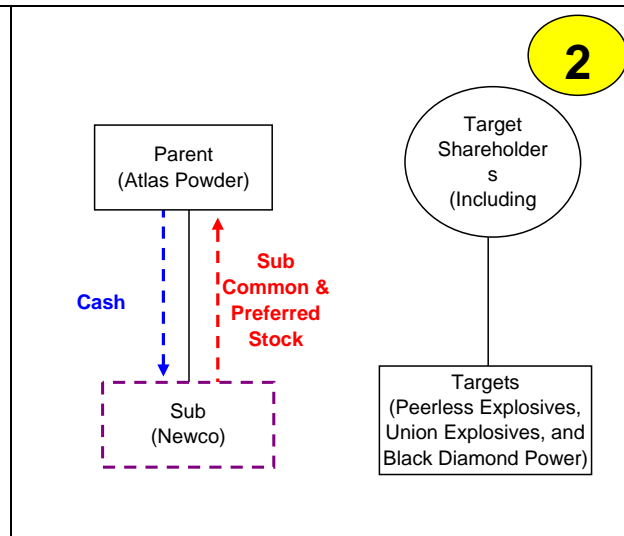 2
Parent
(Atlas Powder)
Target
Shareholder
s
(Including
Cash
Sub
Common &
Preferred
Stock
Sub
(Newco)
Targets
(Peerless Explosives,
Union Explosives, and
Black Diamond Power)